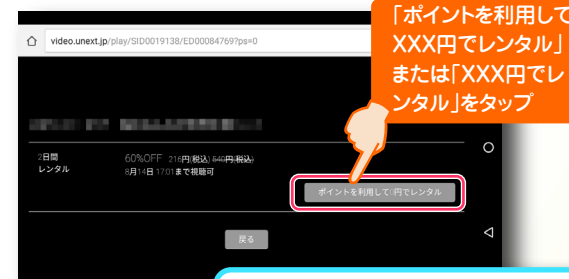 「ポイントを利用して
XXX円でレンタル」
または「XXX円でレ
ンタル」をタップ
video.unext.jp/play/SID0019138/ED00084769?ps=0
2日間
レンタル
60%OFF 216円(税込) 540円(税込)
8月14日 17:01まで視聴可
ポイントを利用して0円でレンタル
戻る